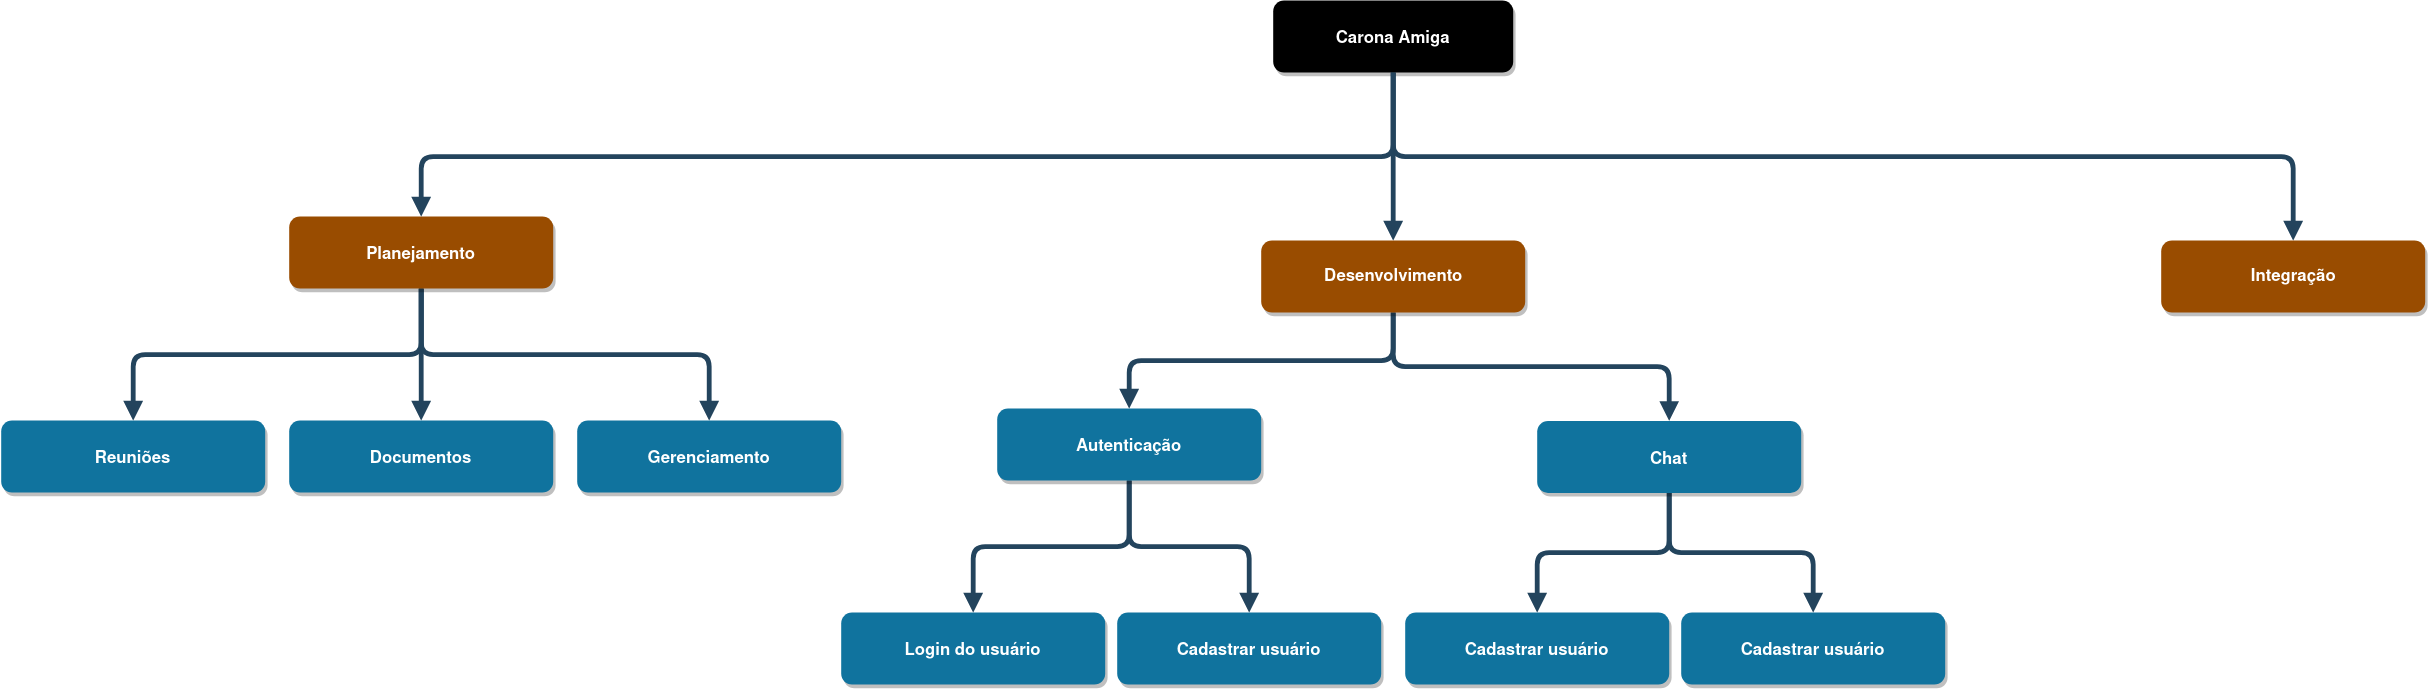 Carona Amiga
Planejamento
Desenvolvimento
Integração
Reuniões
Documentos
Gerenciamento
Autenticação
Chat
Login do usuário
Cadastrar usuário
Cadastrar usuário
Cadastrar usuário